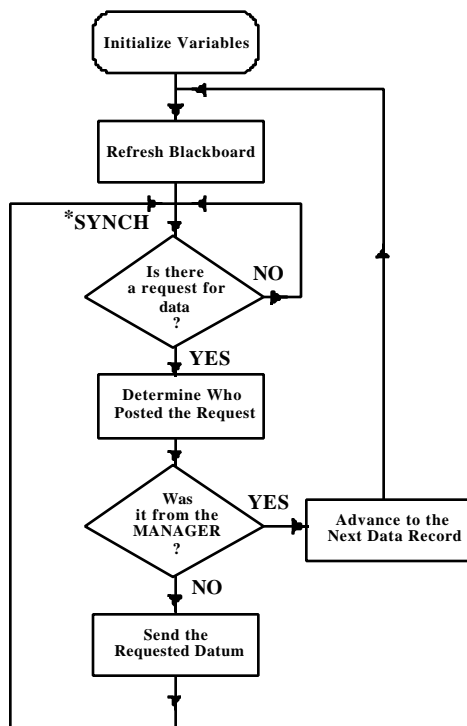 Initialize Variables
Refresh Blackboard
*SYNCH
Is there
a request for
data
?
NO
YES
Determine Who
Posted the Request
Was
it from the
MANAGER
?
YES
Advance to the
Next Data Record
NO
Send the
Requested Datum